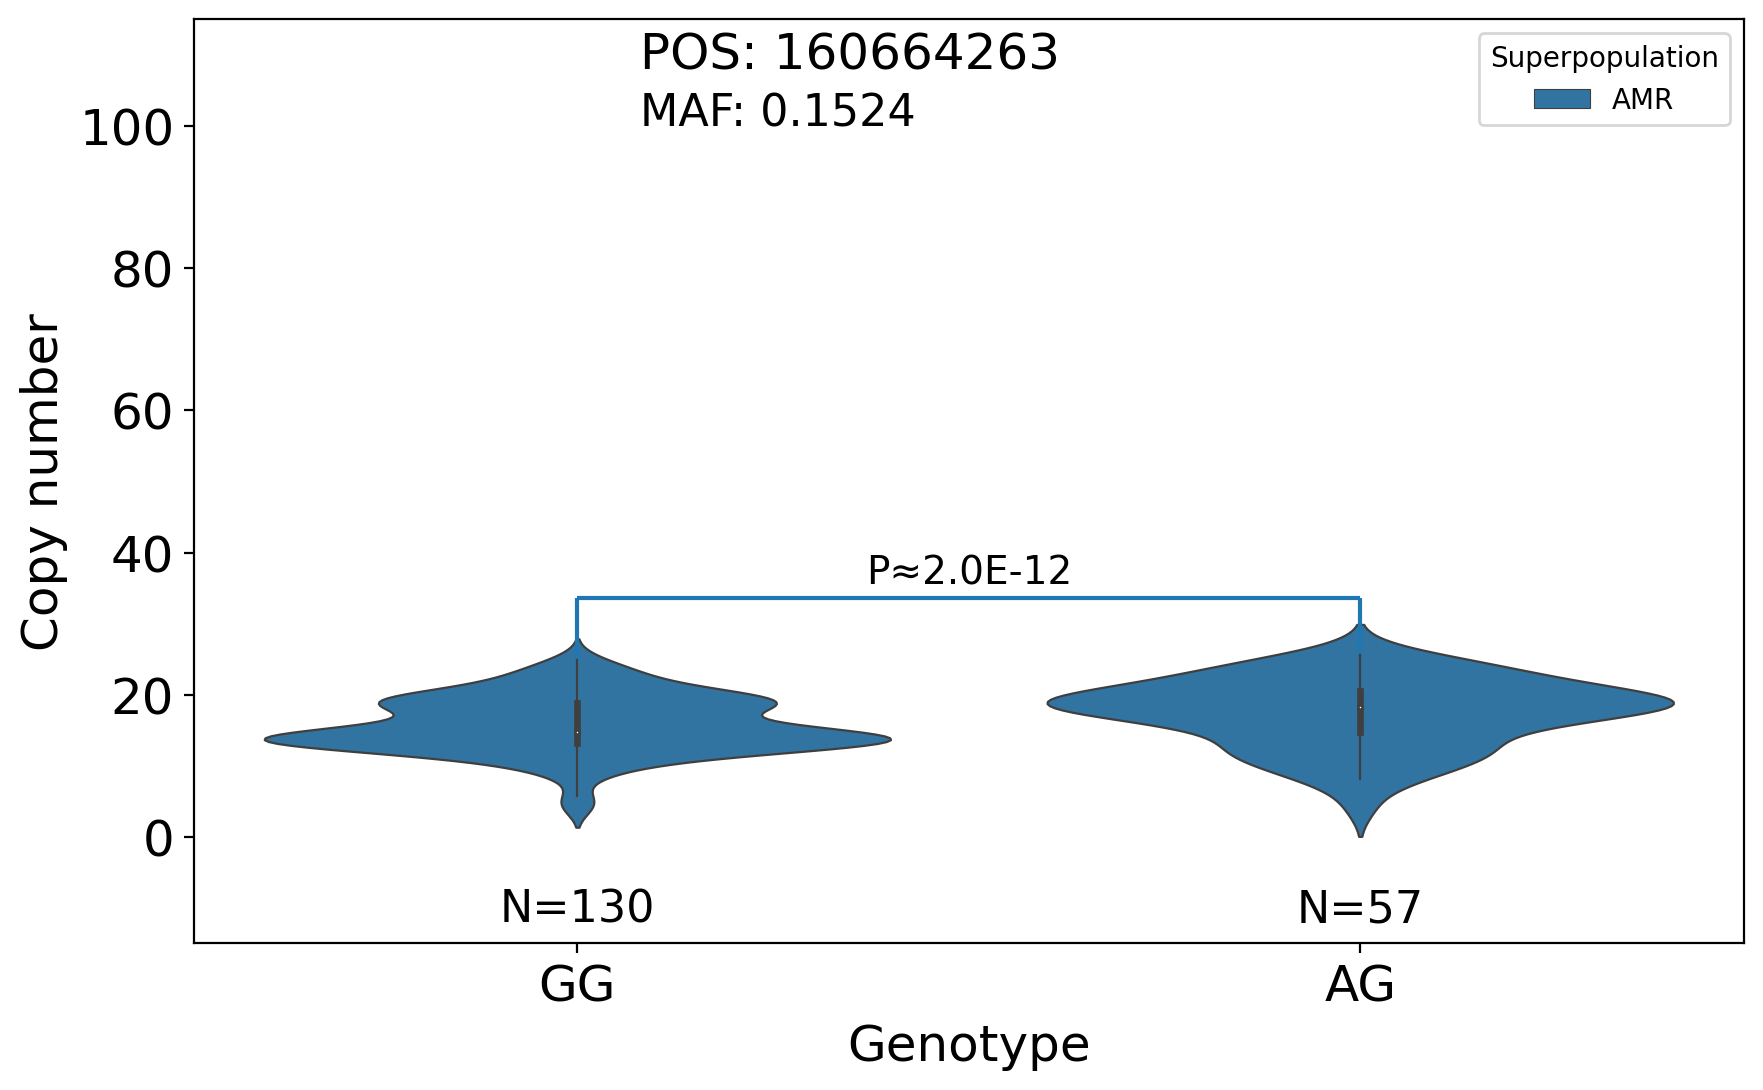 POS: 160664263
MAF: 0.1524
Superpopulation
AMR
100
80
60
40
20
0
Copy number
P≈2.0E-12
N=130
N=57
GG
AG
Genotype